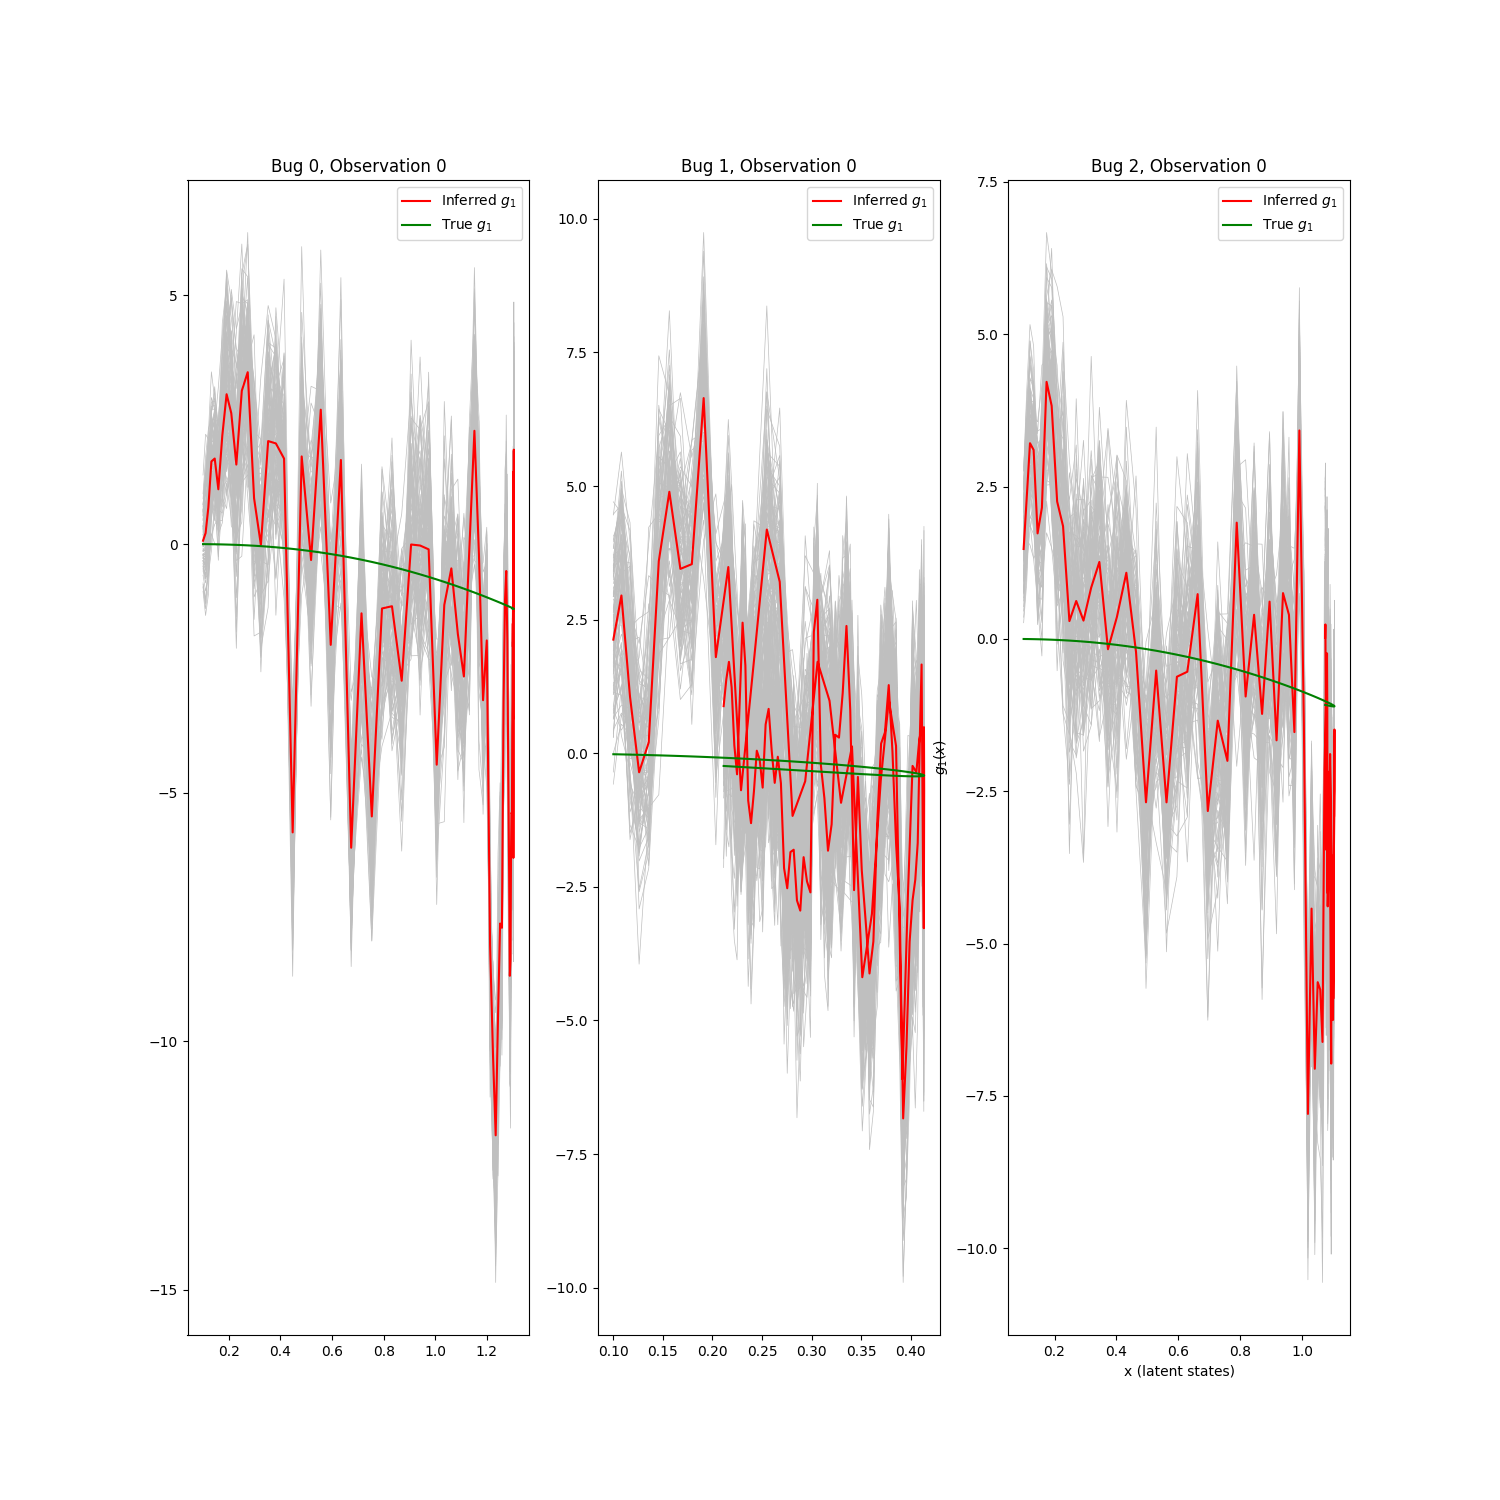 Bug 0, Observation 0
Inferred g₁
True g₁
5
0
−5
−10
−15
0.2 0.4 0.6 0.8 1.0 1.2
Bug 1, Observation 0
Inferred g₁
True g₁
10.0
7.5
5.0
2.5
0.0
−2.5
−5.0
−7.5
−10.0
0.10 0.15 0.20 0.25 0.30 0.35 0.40
Bug 2, Observation 0
Inferred g₁
True g₁
g₁(x)
7.5
5.0
2.5
0.0
−2.5
−5.0
−7.5
−10.0
0.2 0.4 0.6 0.8 1.0
x (latent states)